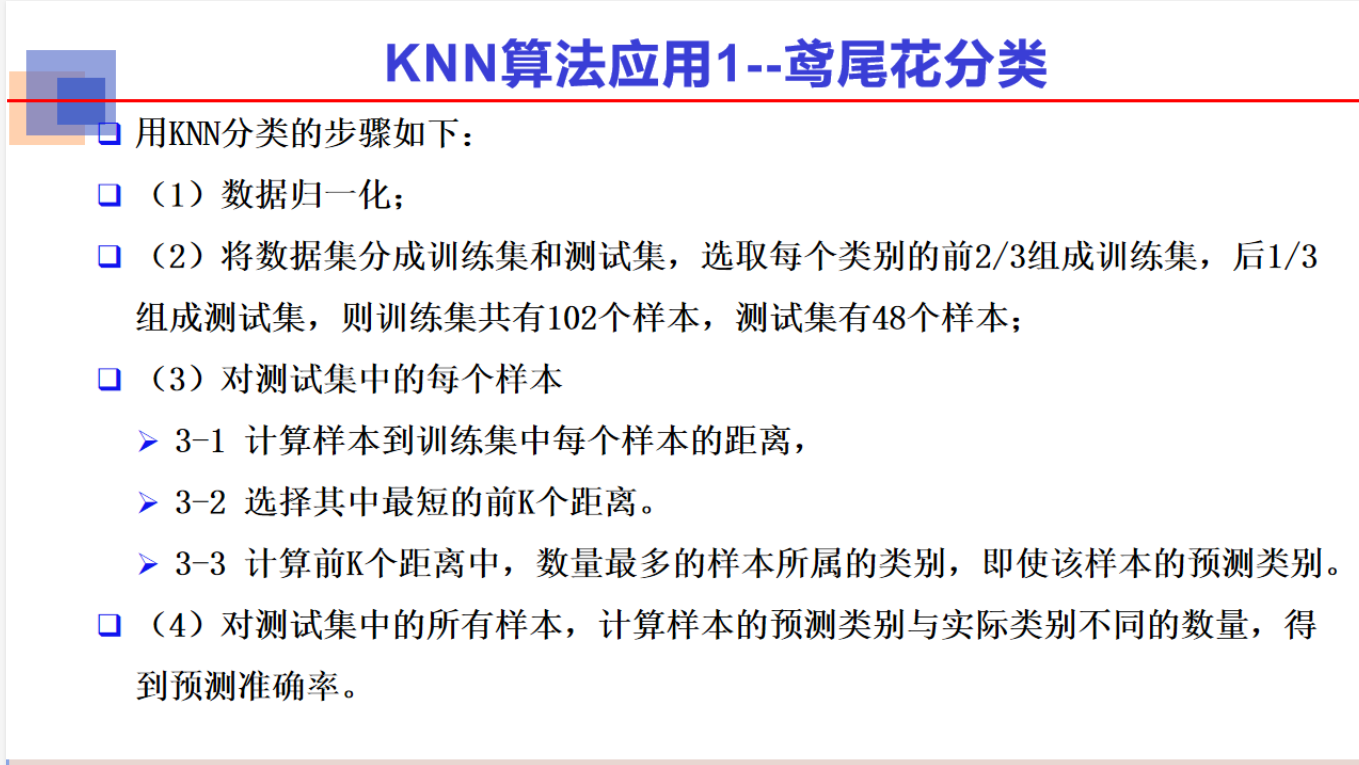 KNN算法应用1--鸢尾花分类
用KNN分类的步骤如下：
（1）数据归一化；
（2）将数据集分成训练集和测试集，选取每个类别的前2/3组成训练集，后1/3
组成测试集，则训练集共有102个样本，测试集有48个样本；
（3）对测试集中的每个样本
3-1 计算样本到训练集中每个样本的距离，
3-2 选择其中最短的前K个距离。
3-3 计算前K个距离中，数量最多的样本所属的类别，即使该样本的预测类别。
（4）对测试集中的所有样本，计算样本的预测类别与实际类别不同的数量，得
到预测准确率。